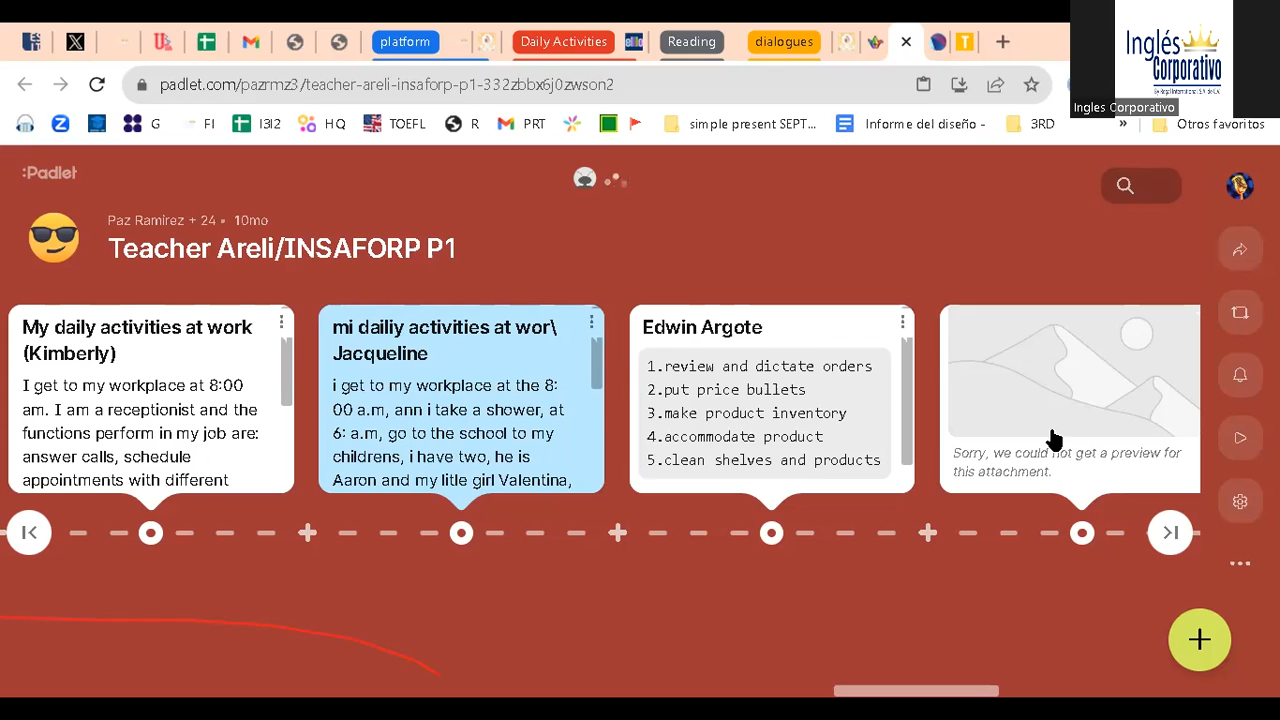 Inglés
Corporativo
By Regal International, S.A. de C.V.
Ingles Corporativo
platform
Daily Activities
Reading
dialogues
padlet.com/pazrmz3/teacher-areli-insaforp-p1-332zbbx6j0zwson2
G
FI
I3I2
HQ
TOEFL
R
PRT
simple present SEPT...
Informe del diseño -
3RD
»
Otros favoritos
:Padlet
Paz Ramirez + 24 • 10mo
Teacher Areli/INSAFORP P1
My daily activities at work
(Kimberly)
I get to my workplace at 8:00
am. I am a receptionist and the
functions perform in my job are:
answer calls, schedule
appointments with different
mi dailiy activities at wor\
Jacqueline
i get to my workplace at the 8:
00 a.m, ann i take a shower, at
6: a.m, go to the school to my
childrens, i have two, he is
Aaron and my litle girl Valentina,
Edwin Argote
1.review and dictate orders
2.put price bullets
3.make product inventory
4.accommodate product
5.clean shelves and products
Sorry, we could not get a preview for
this attachment.